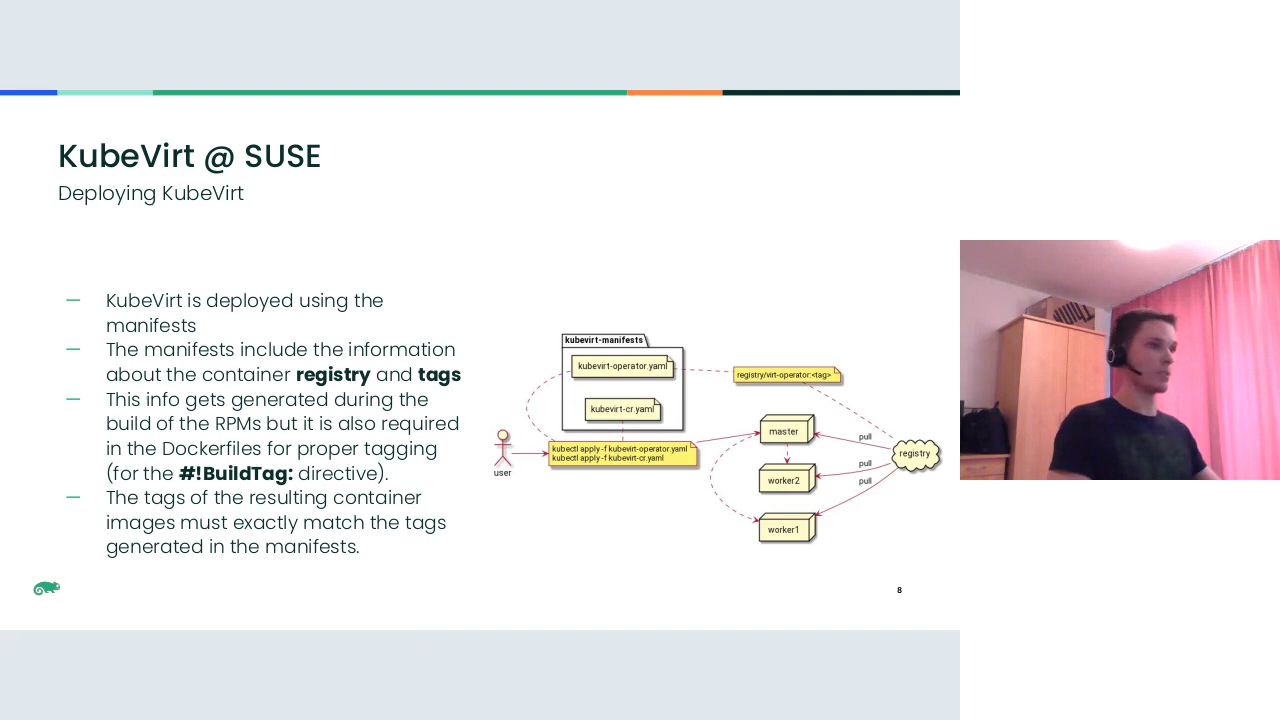 KubeVirt @ SUSE
Deploying KubeVirt
— KubeVirt is deployed using the
manifests
— The manifests include the information
about the container registry and tags
— This info gets generated during the
build of the RPMs but it is also required
in the Dockerfiles for proper tagging
(for the #!BuildTag: directive).
— The tags of the resulting container
images must exactly match the tags
generated in the manifests.
kubevirt-manifests
kubevirt-operator.yaml
registry/virt-operator:<tag>
kubevirt-cr.yaml
master
pull
kubectl apply -f kubevirt-operator.yaml
kubectl apply -f kubevirt-cr.yaml
registry
pull
user
worker2
pull
worker1
8